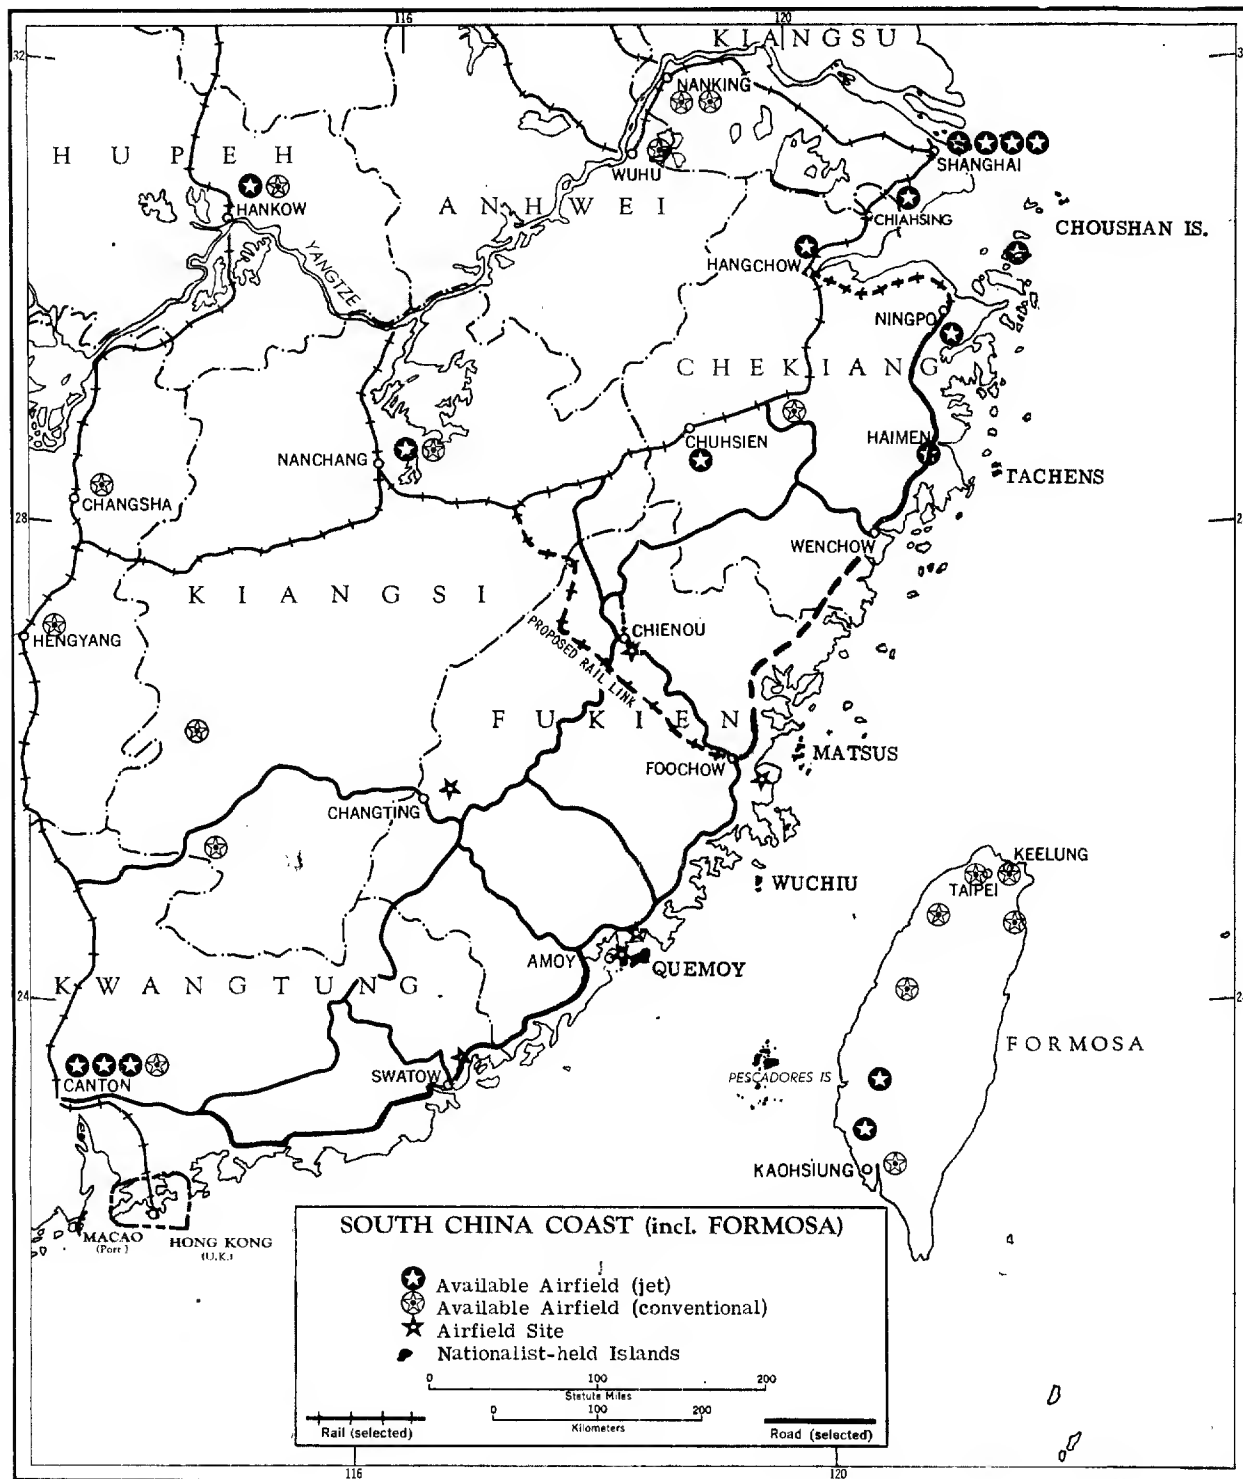 116
120
32
3
KIANGSU
NANKING
HUPEH
WUHU
SHANGHAI
HANKOW
ANHWEI
CHIAHSING
CHOUSHAN IS.
YANGTZE
HANGCHOW
NINGPO
CHEKIANG
CHUHSIEN
HAIMEN
NANCHANG
TACHENS
CHANGSHA
28
2
WENCHOW
KIANGSI
HENGYANG
CHIENOU
PROPOSED RAIL LINK
FUKIEN
MATSUS
FOOCHOW
CHANGTING
KEELUNG
TAIPEI
WUCHIU
AMOY
QUEMOY
KWANGTUNG
24
2
FORMOSA
CANTON
SWATOW
PESCADORES IS
KAOHSIUNG
MACAO
(Port.)
HONG KONG
(U.K.)
SOUTH CHINA COAST (incl. FORMOSA)
Available Airfield (jet)
Available Airfield (conventional)
Airfield Site
Nationalist-held Islands
0 100 200
Statute Miles
0 100 200
Kilometers
Rail (selected)
Road (selected)
116
120